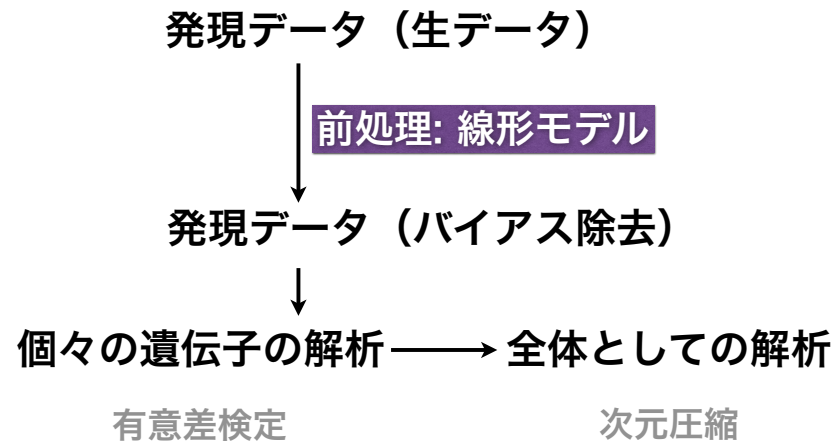 発現データ（生データ）
前処理: 線形モデル
発現データ（バイアス除去）
個々の遺伝子の解析 全体としての解析
有意差検定 次元圧縮